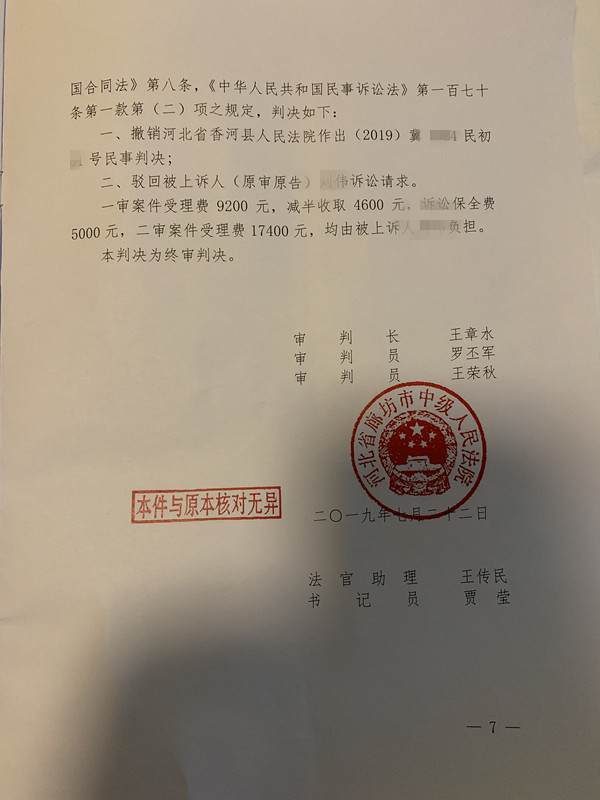 国合同法》第八条，《中华人民共和国民事诉讼法》第一百七十
条第一款第（二）项之规定，判决如下：
一、撤销河北省香河县人民法院作出（2019）冀 4 民初
号民事判决；
二、驳回被上诉人（原审原告）伟诉讼请求。
一审案件受理费 9200 元，减半收取 4600 元，诉讼保全费
5000 元，二审案件受理费 17400 元，均由被上诉人 负担。
本判决为终审判决。
审 判 长 王章水
审 判 员 罗丕军
审 判 员 王荣秋
河北省廊坊市中级人民法院
本件与原本核对无异
二〇一九年七月二十二日
法 官 助 理 王传民
书 记 员 贾 莹
— 7 —